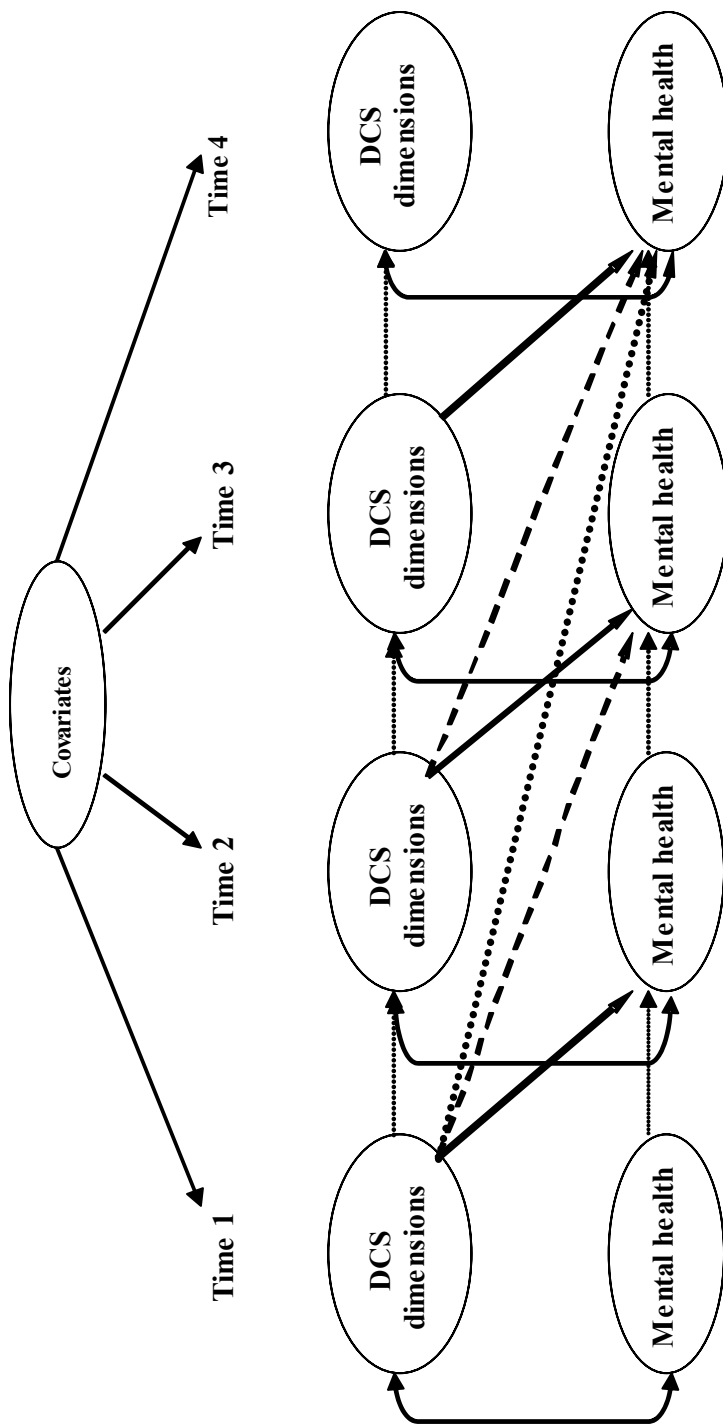 Covariates
Time 1
Time 2
Time 3
Time 4
DCS
dimensions
DCS
dimensions
DCS
dimensions
DCS
dimensions
Mental health
Mental health
Mental health
Mental health